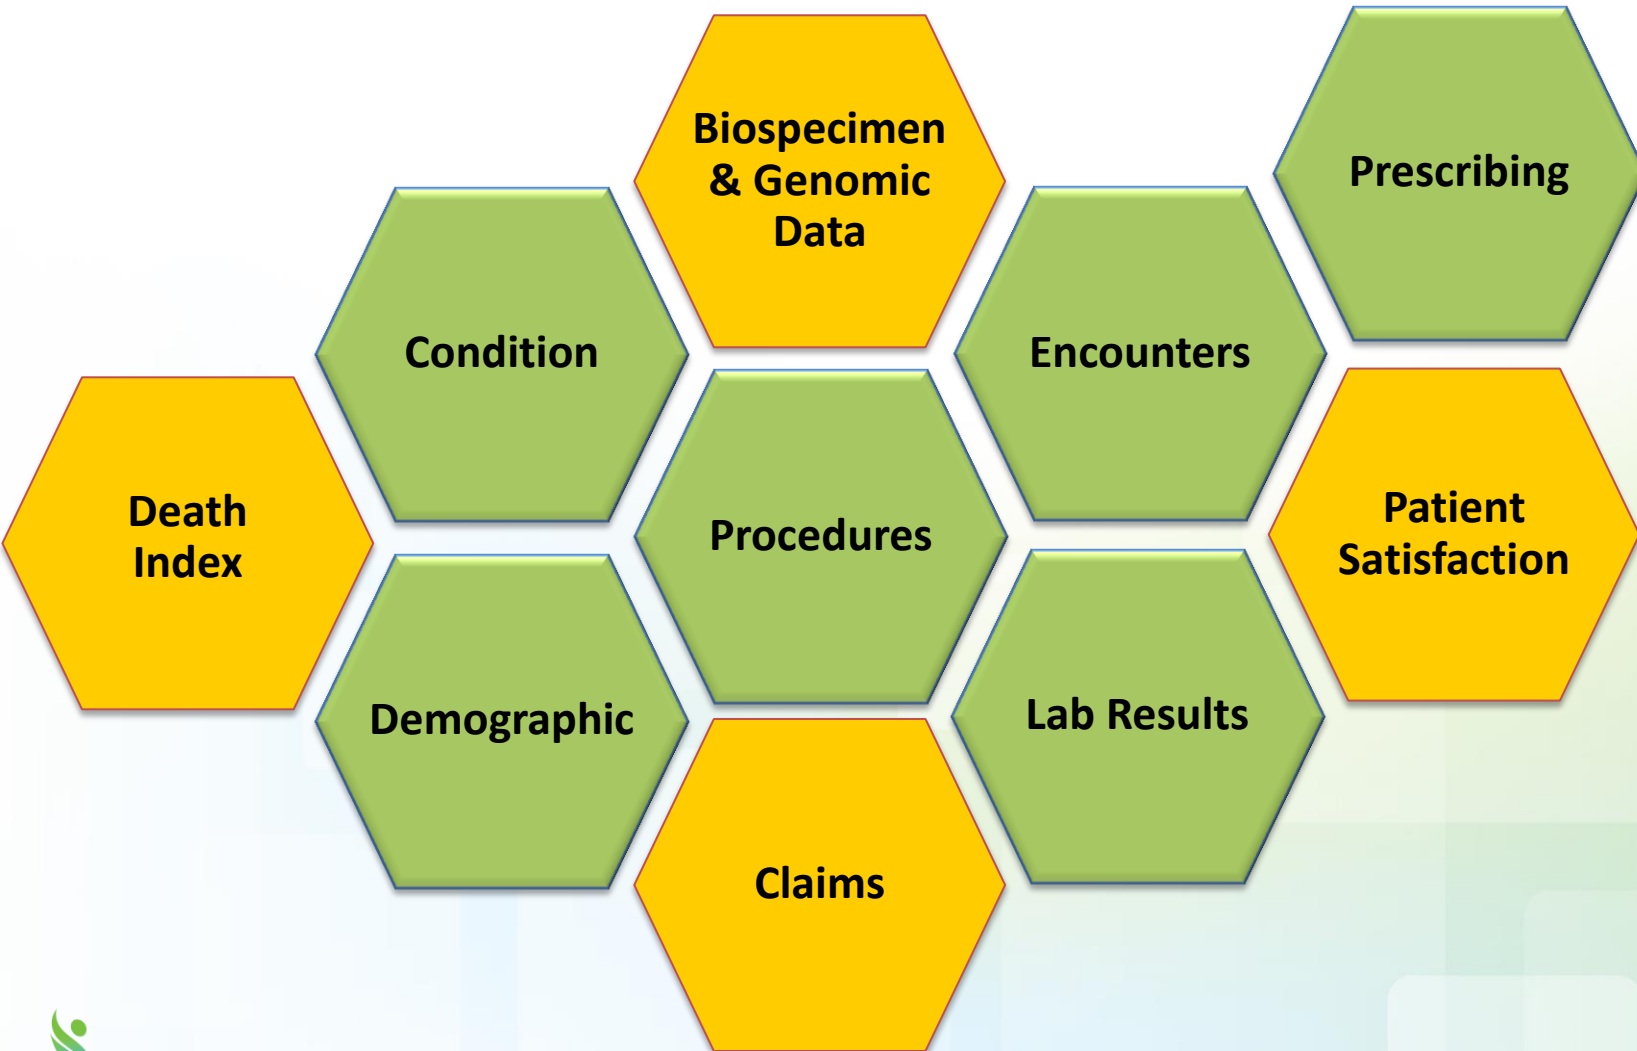 Biospecimen
& Genomic
Data
Prescribing
Condition
Encounters
Death
Index
Procedures
Patient
Satisfaction
Demographic
Lab Results
Claims